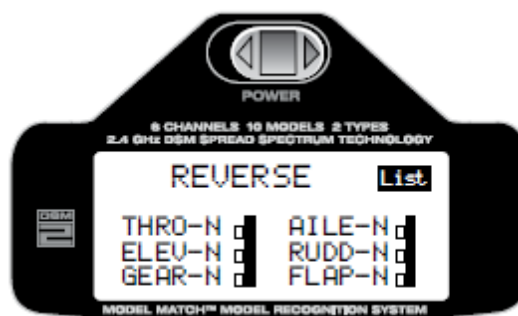 POWER
6 CHANNELS 10 MODELS 2 TYPES
2.4 GHz DSM SPREAD SPECTRUM TECHNOLOGY
REVERSE List
THRO-N AILE-N
ELEV-N RUDD-N
GEAR-N FLAP-N
DSM
2
MODEL MATCH™ MODEL RECOGNITION SYSTEM